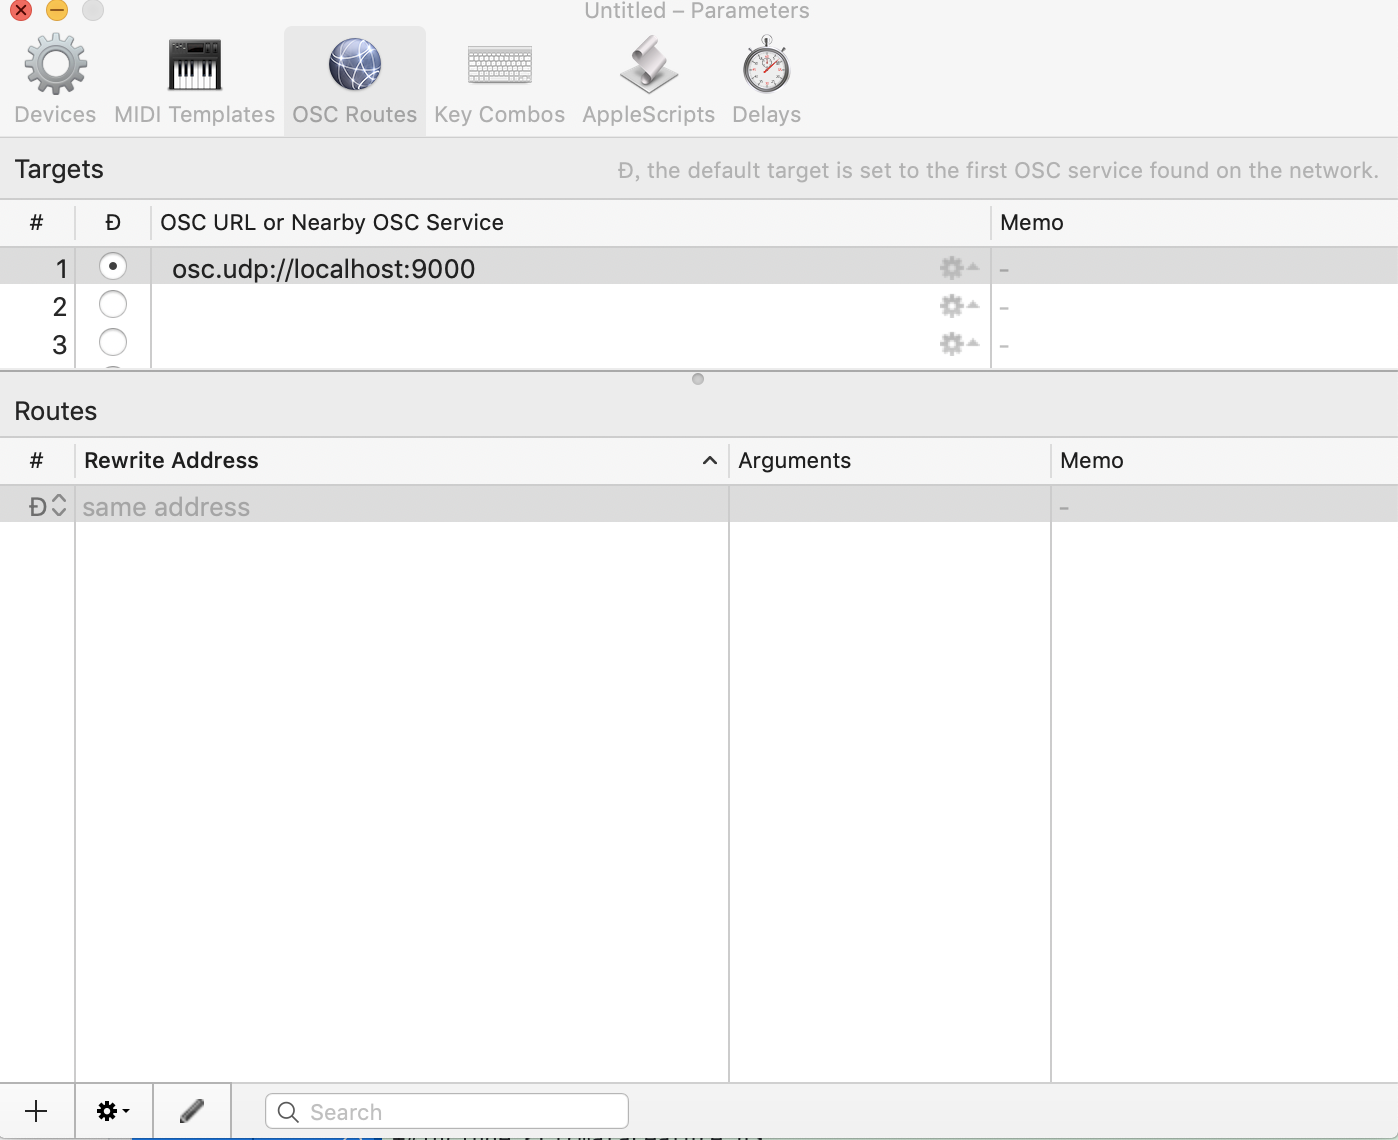 Untitled – Parameters
Devices MIDI Templates OSC Routes Key Combos AppleScripts Delays
Targets Đ, the default target is set to the first OSC service found on the network.
# Đ OSC URL or Nearby OSC Service Memo
1 osc.udp://localhost:9000 –
2 –
3 –
Routes
# Rewrite Address Arguments Memo
Đ same address –
Search